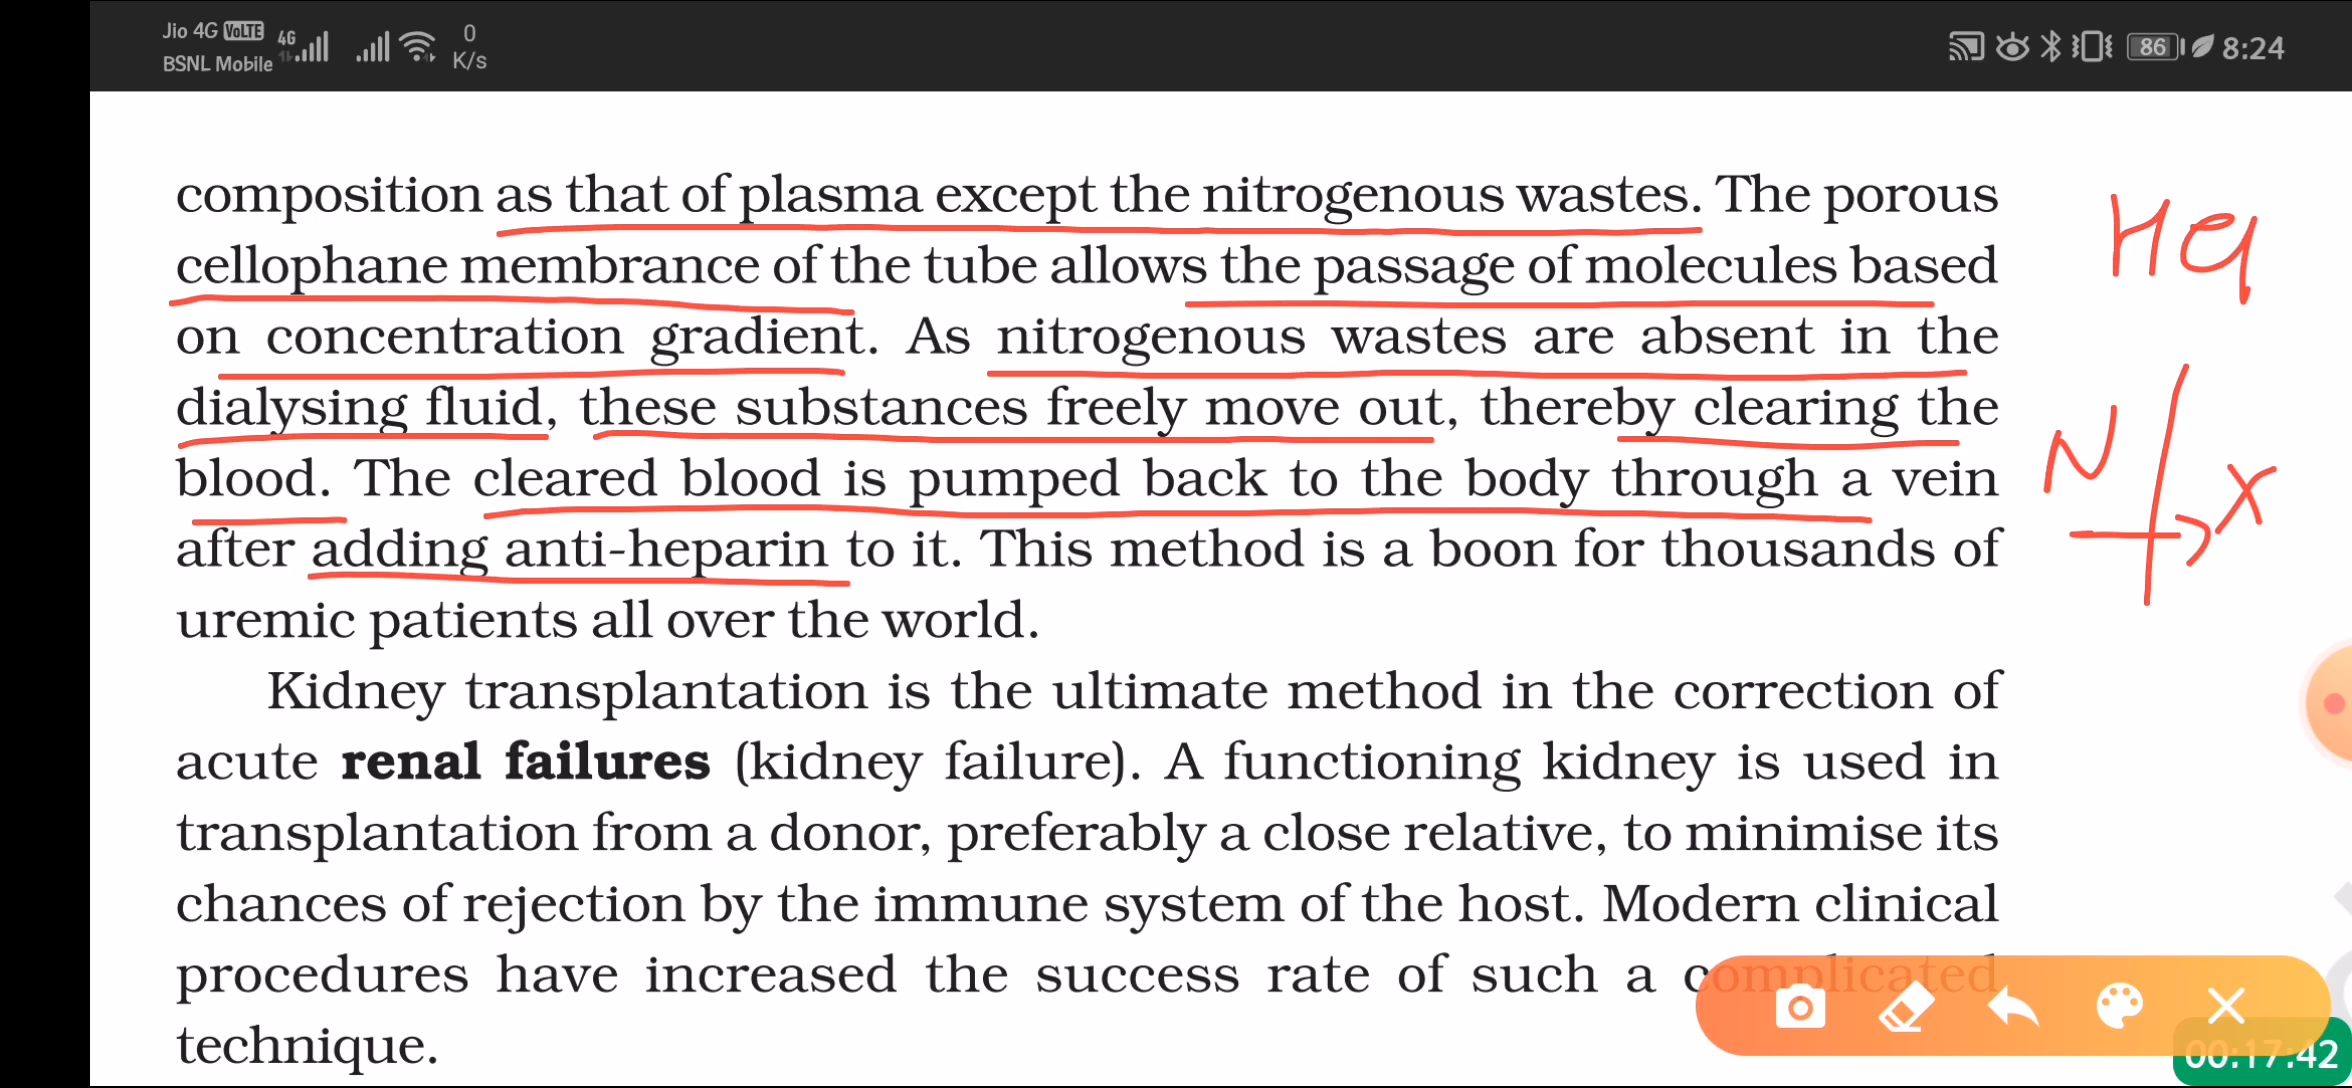 Jio 4G VoLTE 4G 0 K/s 86 8:24
BSNL Mobile
composition as that of plasma except the nitrogenous wastes. The porous
cellophane membrance of the tube allows the passage of molecules based
on concentration gradient. As nitrogenous wastes are absent in the
dialysing fluid, these substances freely move out, thereby clearing the
blood. The cleared blood is pumped back to the body through a vein
after adding anti-heparin to it. This method is a boon for thousands of
uremic patients all over the world.
Kidney transplantation is the ultimate method in the correction of
acute renal failures (kidney failure). A functioning kidney is used in
transplantation from a donor, preferably a close relative, to minimise its
chances of rejection by the immune system of the host. Modern clinical
procedures have increased the success rate of such a complicated
technique.
N
X
00:17:42